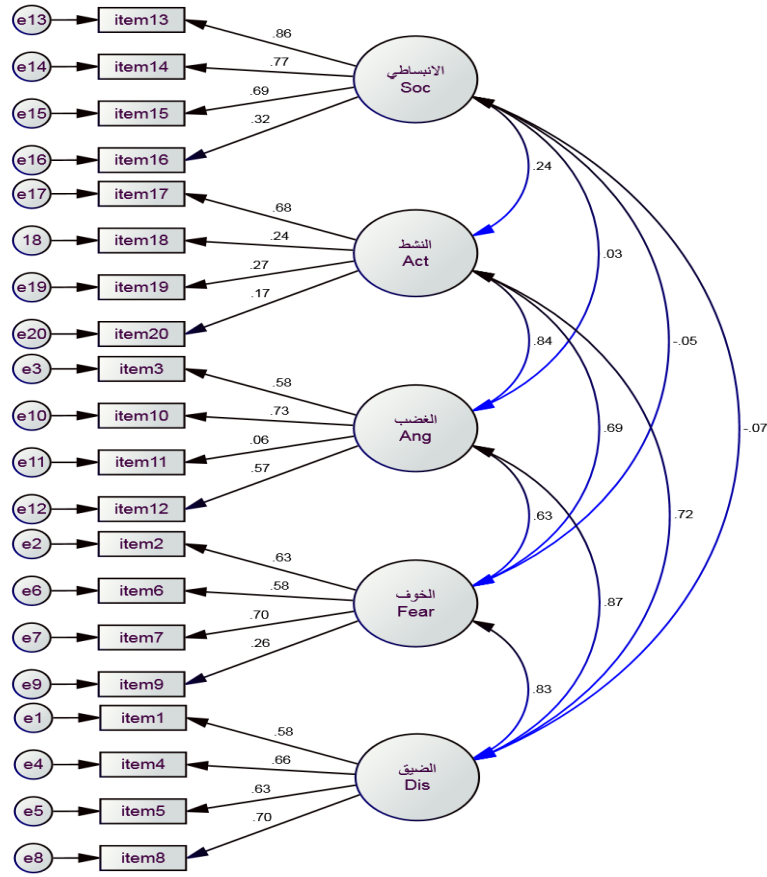 e13 item13 .86
e14 item14 .77
e15 item15 .69
e16 item16 .32
الانبساطي
Soc
e17 item17 .68
18 item18 .24
e19 item19 .27
e20 item20 .17
النشط
Act
e3 item3 .58
e10 item10 .73
e11 item11 .06
e12 item12 .57
الغضب
Ang
e2 item2 .63
e6 item6 .58
e7 item7 .70
e9 item9 .26
الخوف
Fear
e1 item1 .58
e4 item4 .66
e5 item5 .63
e8 item8 .70
الضيق
Dis
.24
.03
.84
-.05
.69
-.07
.63
.72
.87
.83